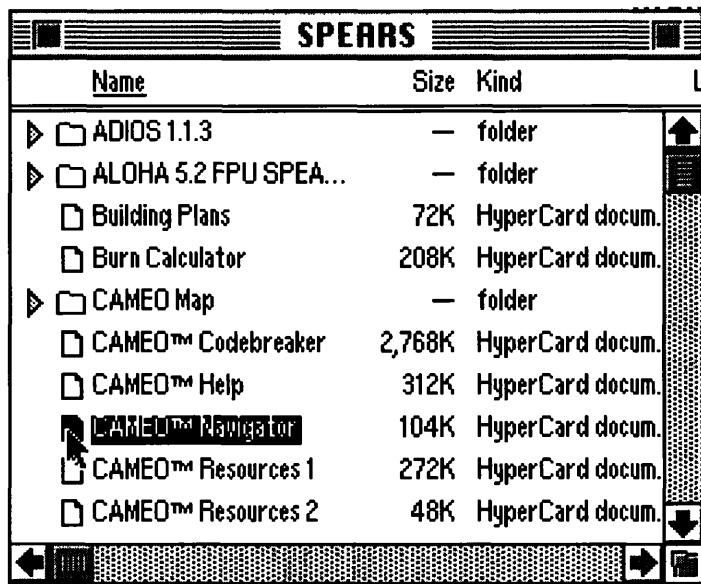 SPEARS
Name Size Kind L
ADIOS 1.1.3 — folder
ALOHA 5.2 FPU SPEA... — folder
Building Plans 72K HyperCard docum.
Burn Calculator 208K HyperCard docum.
CAMEO Map — folder
CAMEO™ Codebreaker 2,768K HyperCard docum.
CAMEO™ Help 312K HyperCard docum.
CAMEO™ Navigator 104K HyperCard docum.
CAMEO™ Resources 1 272K HyperCard docum.
CAMEO™ Resources 2 48K HyperCard docum.